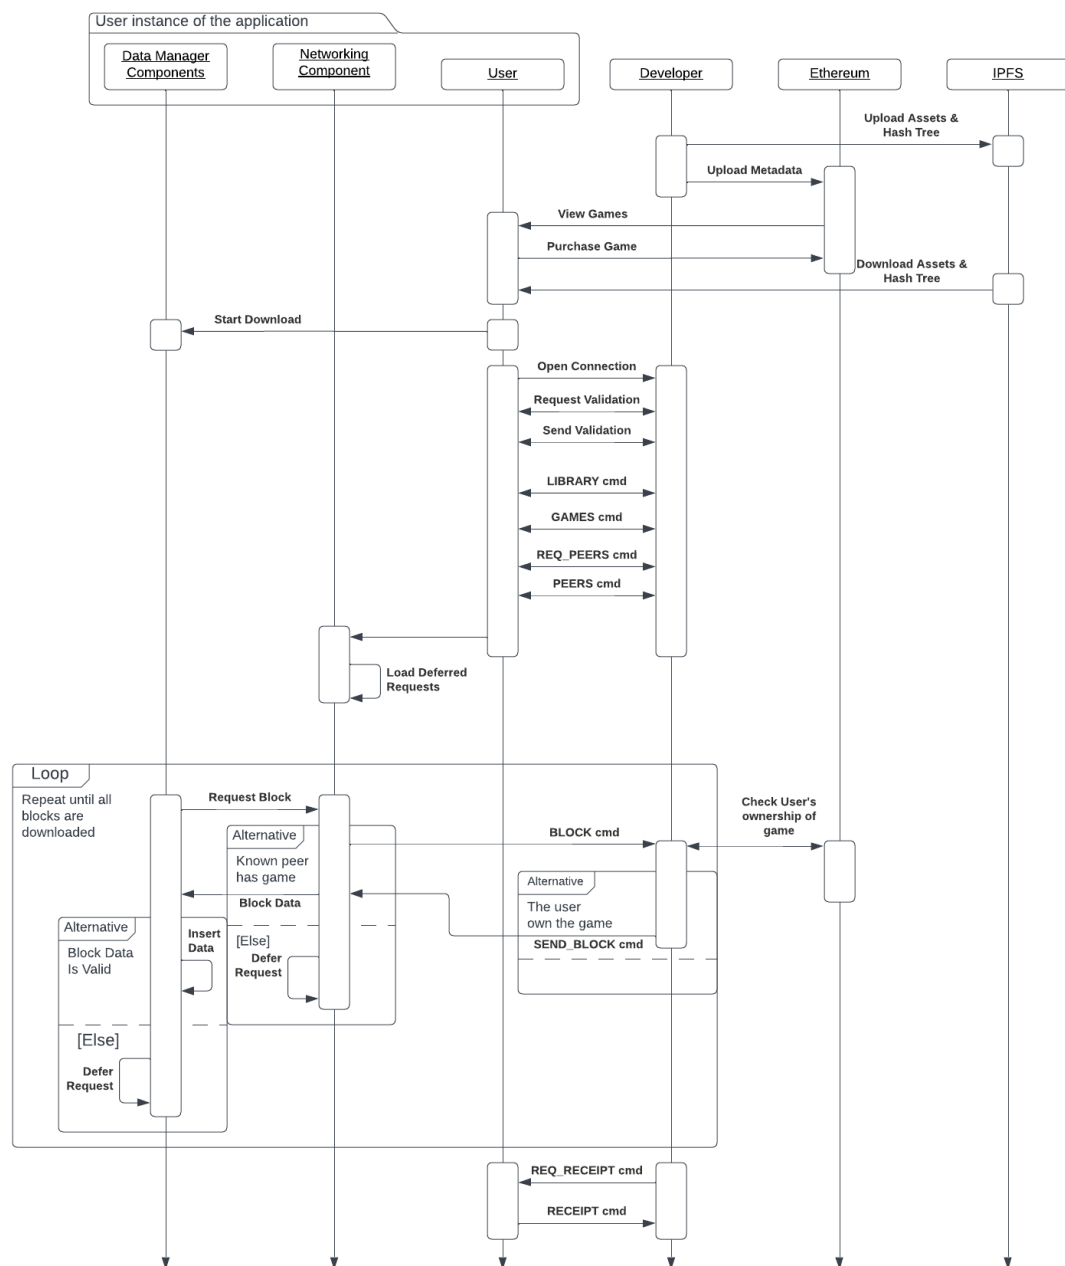 User instance of the application
Data Manager
Components
Networking
Component
User
Developer
Ethereum
IPFS
Upload Assets &
Hash Tree
Upload Metadata
View Games
Purchase Game
Download Assets &
Hash Tree
Start Download
Open Connection
Request Validation
Send Validation
LIBRARY cmd
GAMES cmd
REQ_PEERS cmd
PEERS cmd
Load Deferred
Requests
Loop
Repeat until all
blocks are
downloaded
Request Block
Check User's
ownership of
game
BLOCK cmd
Alternative
Known peer
has game
Block Data
Alternative
The user
own the game
SEND_BLOCK cmd
Alternative
Block Data
Is Valid
Insert
Data
[Else]
Defer
Request
[Else]
Defer
Request
REQ_RECEIPT cmd
RECEIPT cmd